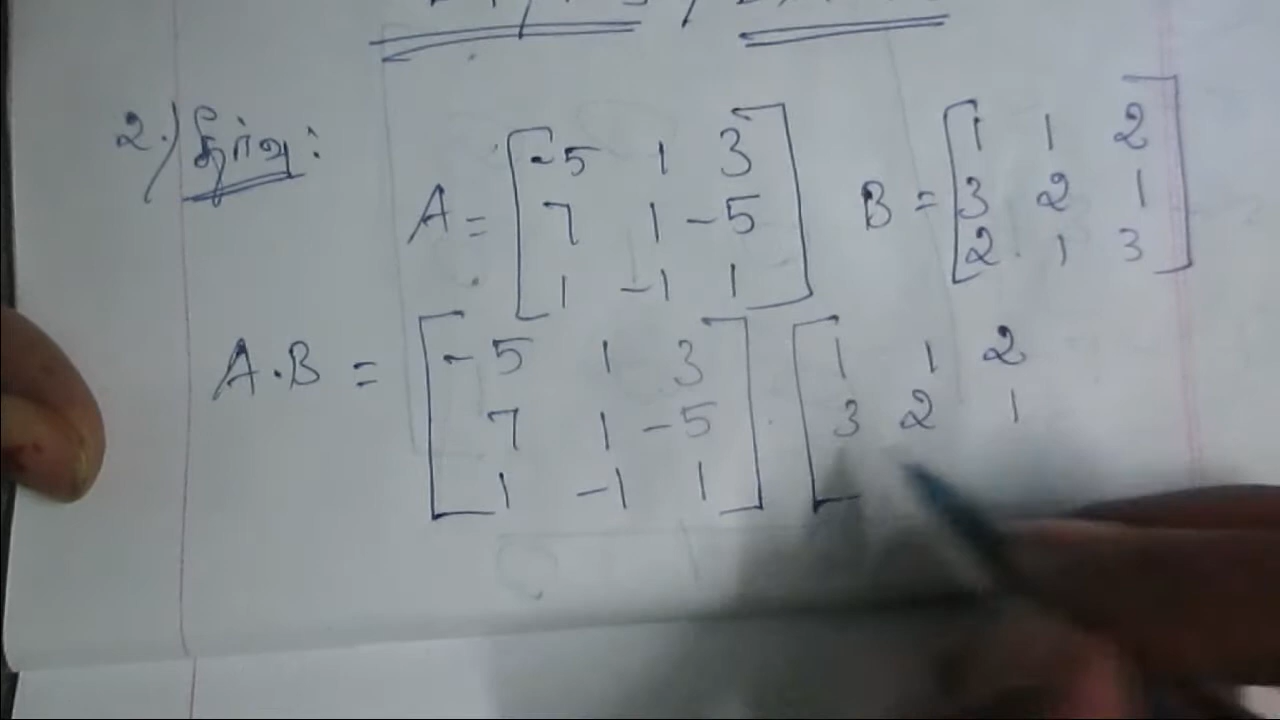 2.) தீர்வு:
A = [ -5 1 3 B = [ 1 1 2
7 1 -5 3 2 1
1 -1 1 ] 2 1 3 ]
A.B = [ -5 1 3 [ 1 1 2
7 1 -5 3 2 1
1 -1 1 ]